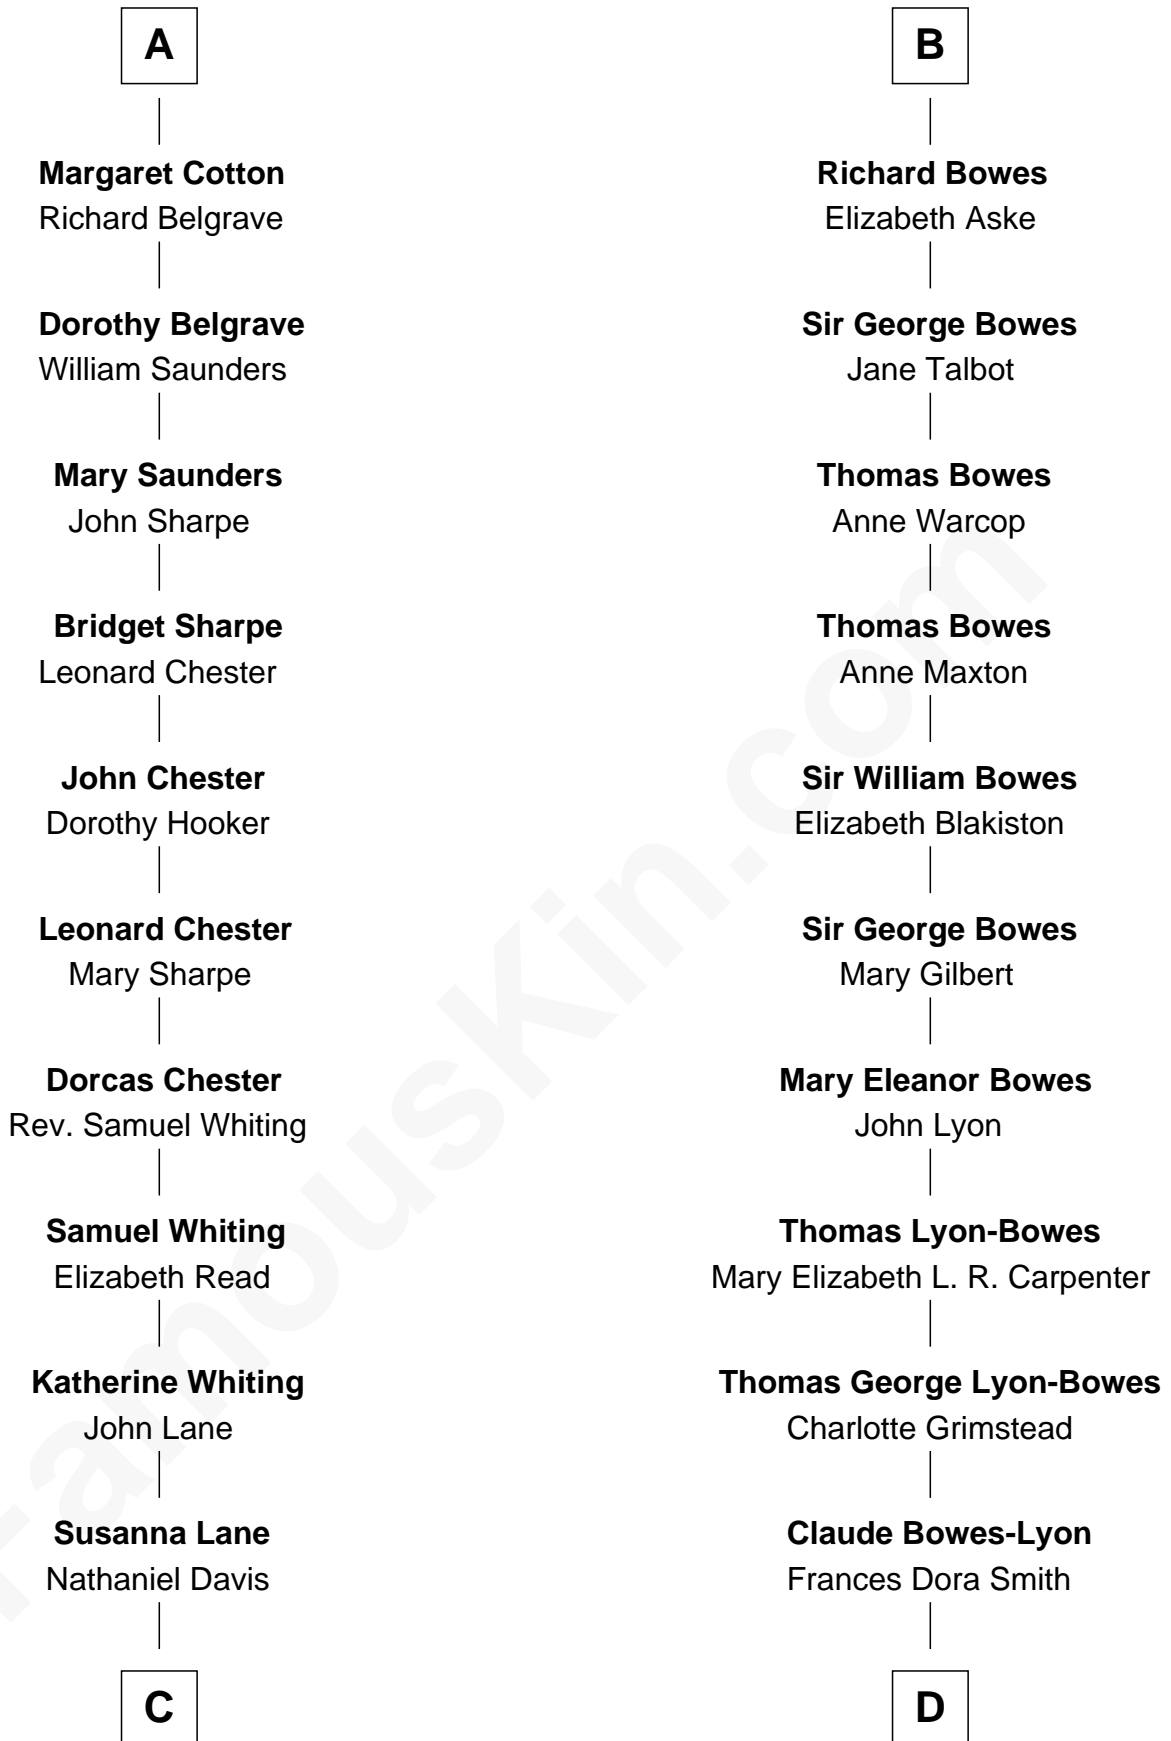 A
Margaret Cotton
Richard Belgrave
Dorothy Belgrave
William Saunders
Mary Saunders
John Sharpe
Bridget Sharpe
Leonard Chester
John Chester
Dorothy Hooker
Leonard Chester
Mary Sharpe
Dorcas Chester
Rev. Samuel Whiting
Samuel Whiting
Elizabeth Read
Katherine Whiting
John Lane
Susanna Lane
Nathaniel Davis
C
B
Richard Bowes
Elizabeth Aske
Sir George Bowes
Jane Talbot
Thomas Bowes
Anne Warcop
Thomas Bowes
Anne Maxton
Sir William Bowes
Elizabeth Blakiston
Sir George Bowes
Mary Gilbert
Mary Eleanor Bowes
John Lyon
Thomas Lyon-Bowes
Mary Elizabeth L. R. Carpenter
Thomas George Lyon-Bowes
Charlotte Grimstead
Claude Bowes-Lyon
Frances Dora Smith
D
FamousKin.com